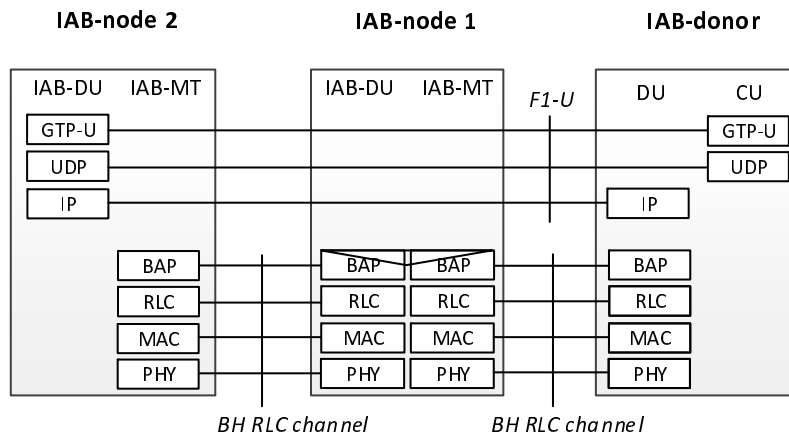 IAB-node 2 IAB-node 1 IAB-donor
IAB-DU IAB-MT IAB-DU IAB-MT DU CU
F1-U
GTP-U GTP-U
UDP UDP
IP IP
BAP BAP BAP BAP
RLC RLC RLC RLC
MAC MAC MAC MAC
PHY PHY PHY PHY
BH RLC channel BH RLC channel